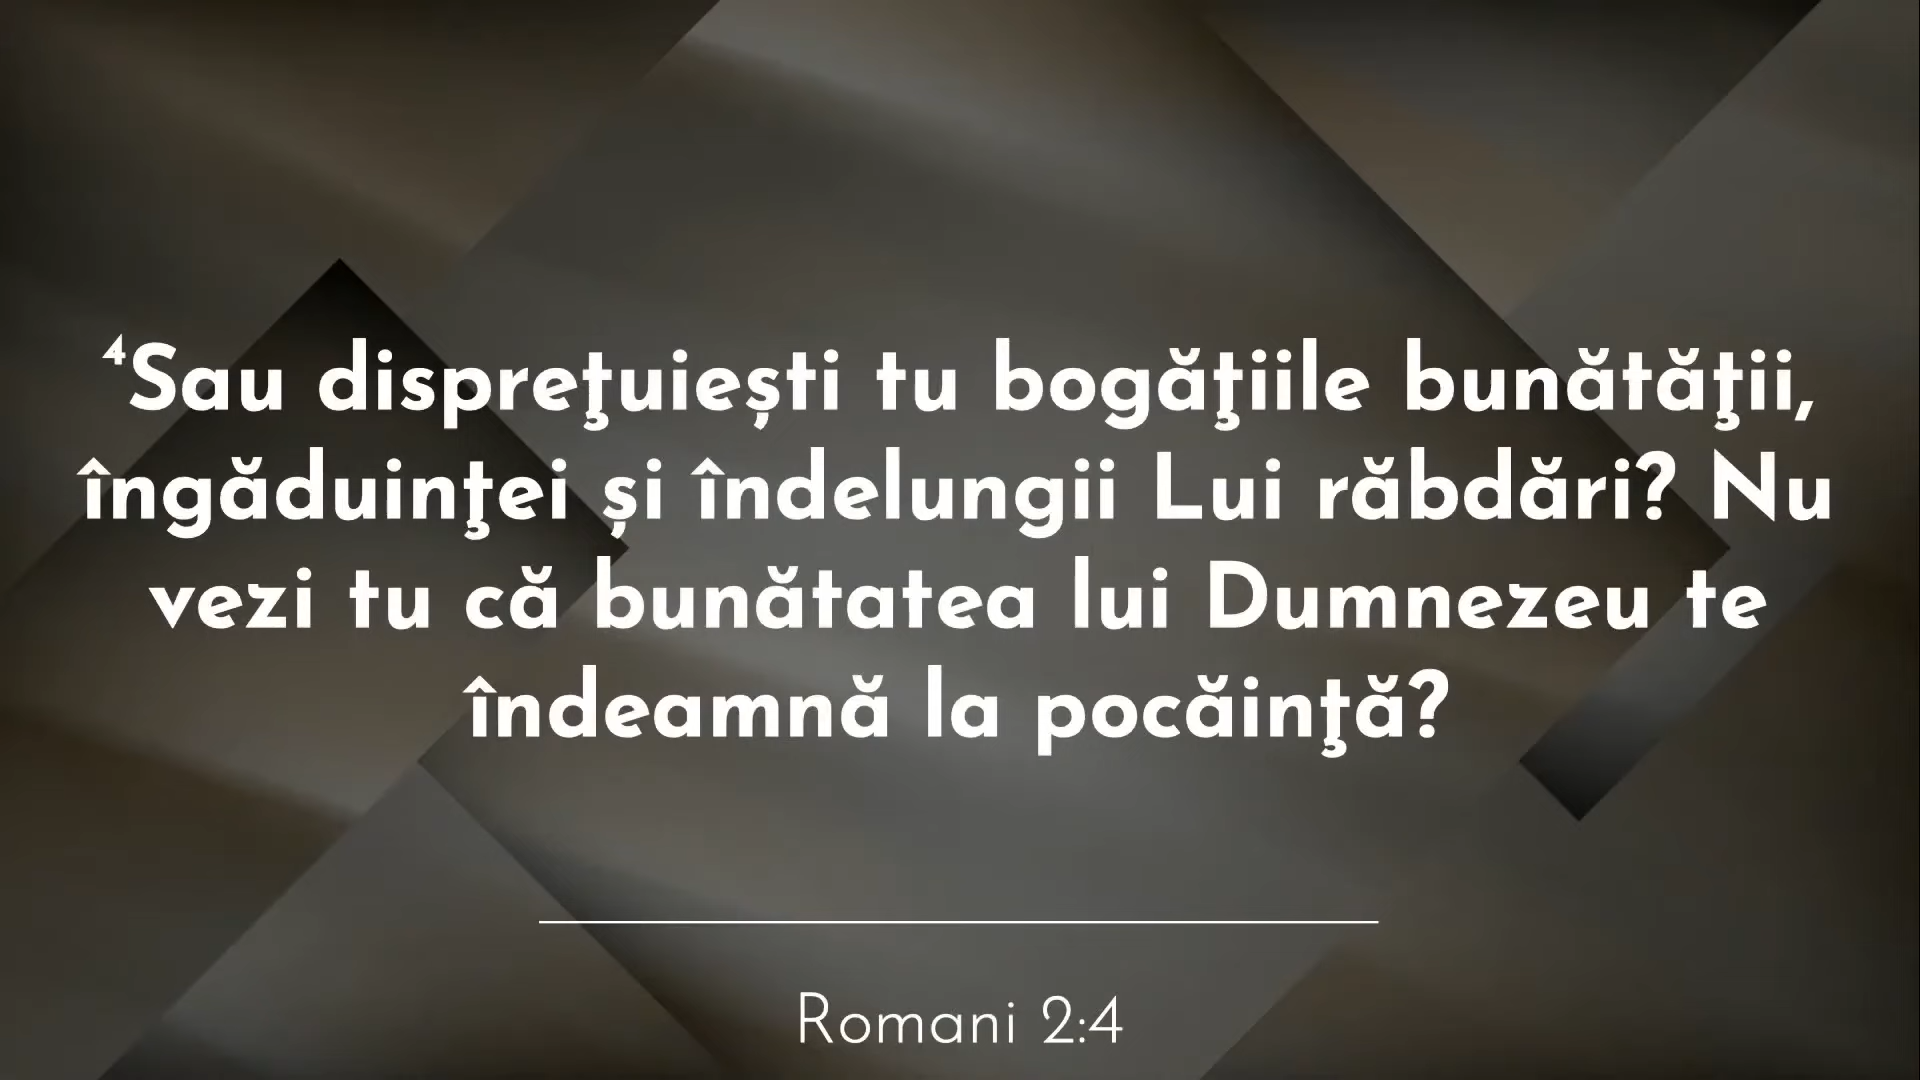 ⁴Sau disprețuiești tu bogăţiile bunătăţii,
îngăduinţei și îndelungii Lui răbdări? Nu
vezi tu că bunătatea lui Dumnezeu te
îndeamnă la pocăinţă?
Romani 2:4